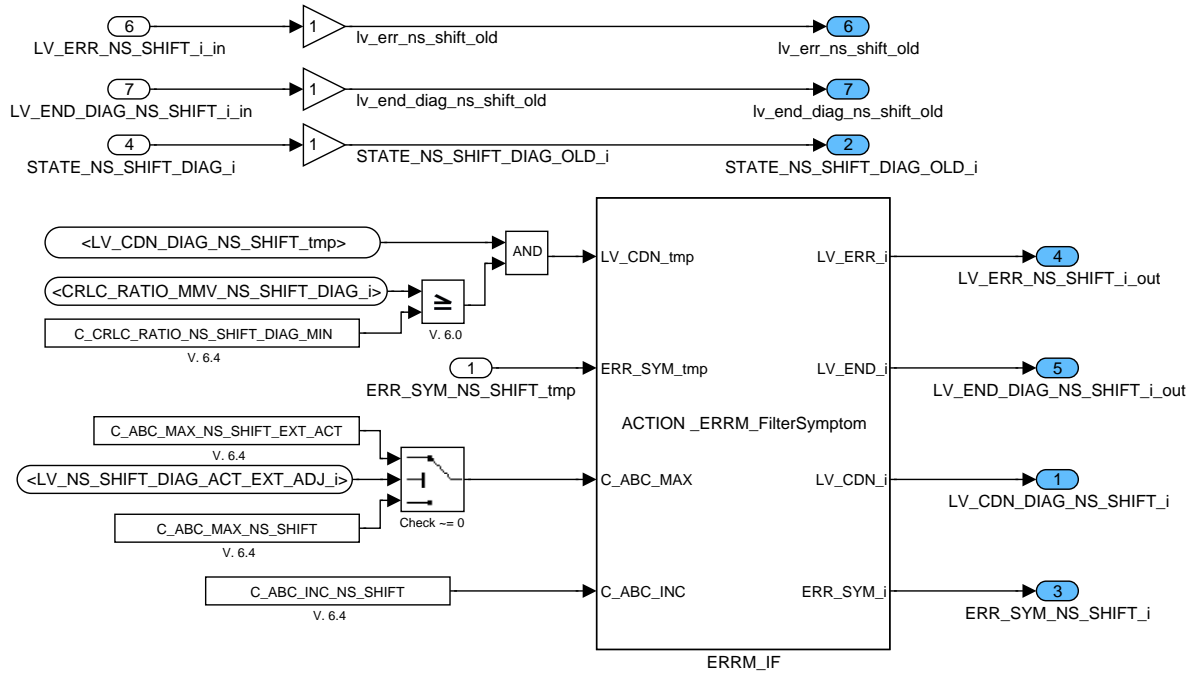 6
1
6
LV_ERR_NS_SHIFT_i_in
lv_err_ns_shift_old
lv_err_ns_shift_old
7
1
7
LV_END_DIAG_NS_SHIFT_i_in
lv_end_diag_ns_shift_old
lv_end_diag_ns_shift_old
4
1
2
STATE_NS_SHIFT_DIAG_i
STATE_NS_SHIFT_DIAG_OLD_i
STATE_NS_SHIFT_DIAG_OLD_i
<LV_CDN_DIAG_NS_SHIFT_tmp>
AND
LV_CDN_tmp
LV_ERR_i
4
LV_ERR_NS_SHIFT_i_out
<CRLC_RATIO_MMV_NS_SHIFT_DIAG_i>
≥
C_CRLC_RATIO_NS_SHIFT_DIAG_MIN
V. 6.0
V. 6.4
1
ERR_SYM_tmp
LV_END_i
5
ERR_SYM_NS_SHIFT_tmp
LV_END_DIAG_NS_SHIFT_i_out
ACTION _ERRM_FilterSymptom
C_ABC_MAX_NS_SHIFT_EXT_ACT
V. 6.4
<LV_NS_SHIFT_DIAG_ACT_EXT_ADJ_i>
C_ABC_MAX
LV_CDN_i
1
LV_CDN_DIAG_NS_SHIFT_i
C_ABC_MAX_NS_SHIFT
Check ~= 0
V. 6.4
C_ABC_INC_NS_SHIFT
C_ABC_INC
ERR_SYM_i
3
V. 6.4
ERR_SYM_NS_SHIFT_i
ERRM_IF